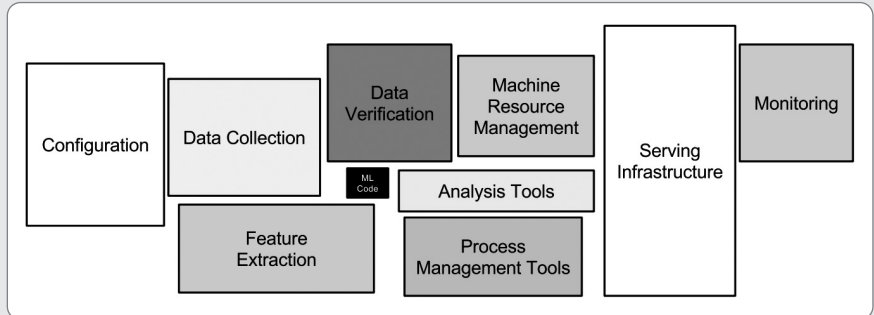 Configuration
Data Collection
Data
Verification
Machine
Resource
Management
Serving
Infrastructure
Monitoring
ML
Code
Analysis Tools
Feature
Extraction
Process
Management Tools